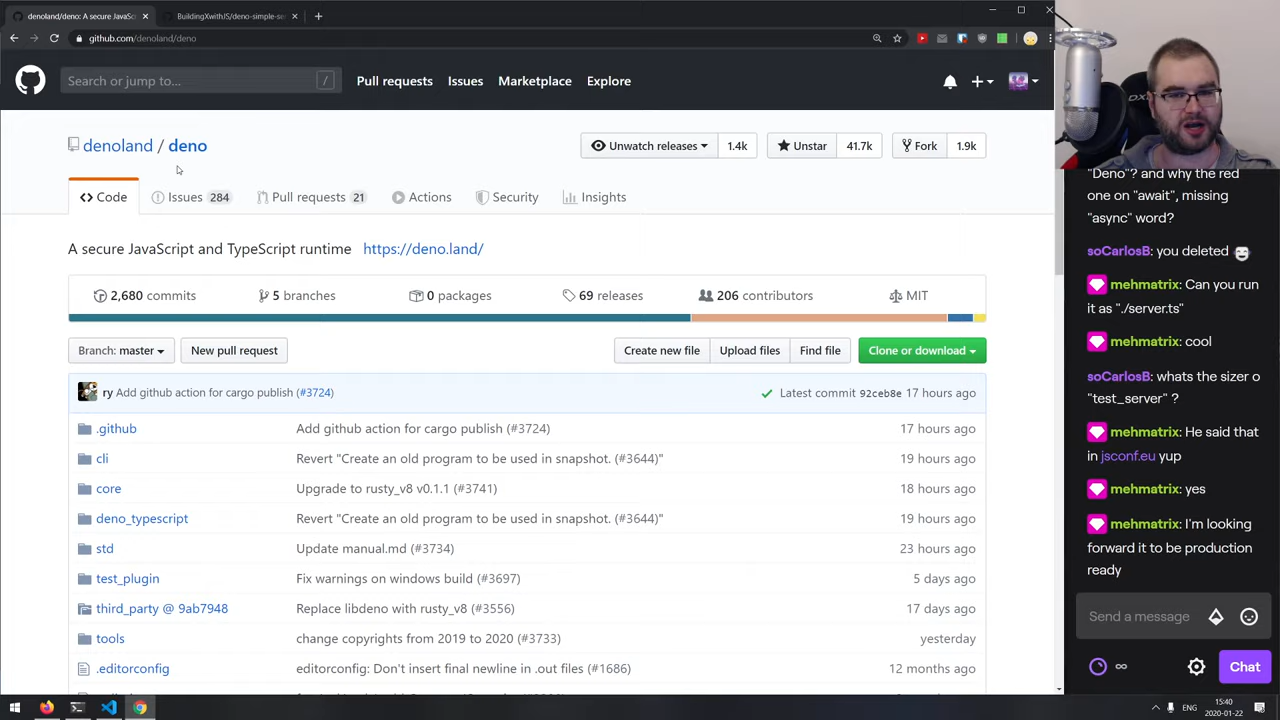 denoland/deno: A secure JavaSc
BuildingXwithJS/deno-simple-se
github.com/denoland/deno
Search or jump to...
/
Pull requests
Issues
Marketplace
Explore
denoland / deno
Unwatch releases
1.4k
Unstar
41.7k
Fork
1.9k
Code
Issues 284
Pull requests 21
Actions
Security
Insights
A secure JavaScript and TypeScript runtime https://deno.land/
2,680 commits
5 branches
0 packages
69 releases
206 contributors
MIT
Branch: master
New pull request
Create new file
Upload files
Find file
Clone or download
ry Add github action for cargo publish (#3724)
Latest commit 92ceb8e 17 hours ago
.github Add github action for cargo publish (#3724) 17 hours ago
cli Revert "Create an old program to be used in snapshot. (#3644)" 19 hours ago
core Upgrade to rusty_v8 v0.1.1 (#3741) 18 hours ago
deno_typescript Revert "Create an old program to be used in snapshot. (#3644)" 19 hours ago
std Update manual.md (#3734) 23 hours ago
test_plugin Fix warnings on windows build (#3697) 5 days ago
third_party @ 9ab7948 Replace libdeno with rusty_v8 (#3556) 17 days ago
tools change copyrights from 2019 to 2020 (#3733) yesterday
.editorconfig editorconfig: Don't insert final newline in .out files (#1686) 12 months ago
"Deno"? and why the red
one on "await", missing
"async" word?
soCarlosB: you deleted
mehmatrix: Can you run
it as "./server.ts"
mehmatrix: cool
soCarlosB: whats the sizer o
"test_server" ?
mehmatrix: He said that
in jsconf.eu yup
mehmatrix: yes
mehmatrix: I'm looking
forward it to be production
ready
Send a message
∞
Chat
ENG
15:40
2020-01-22